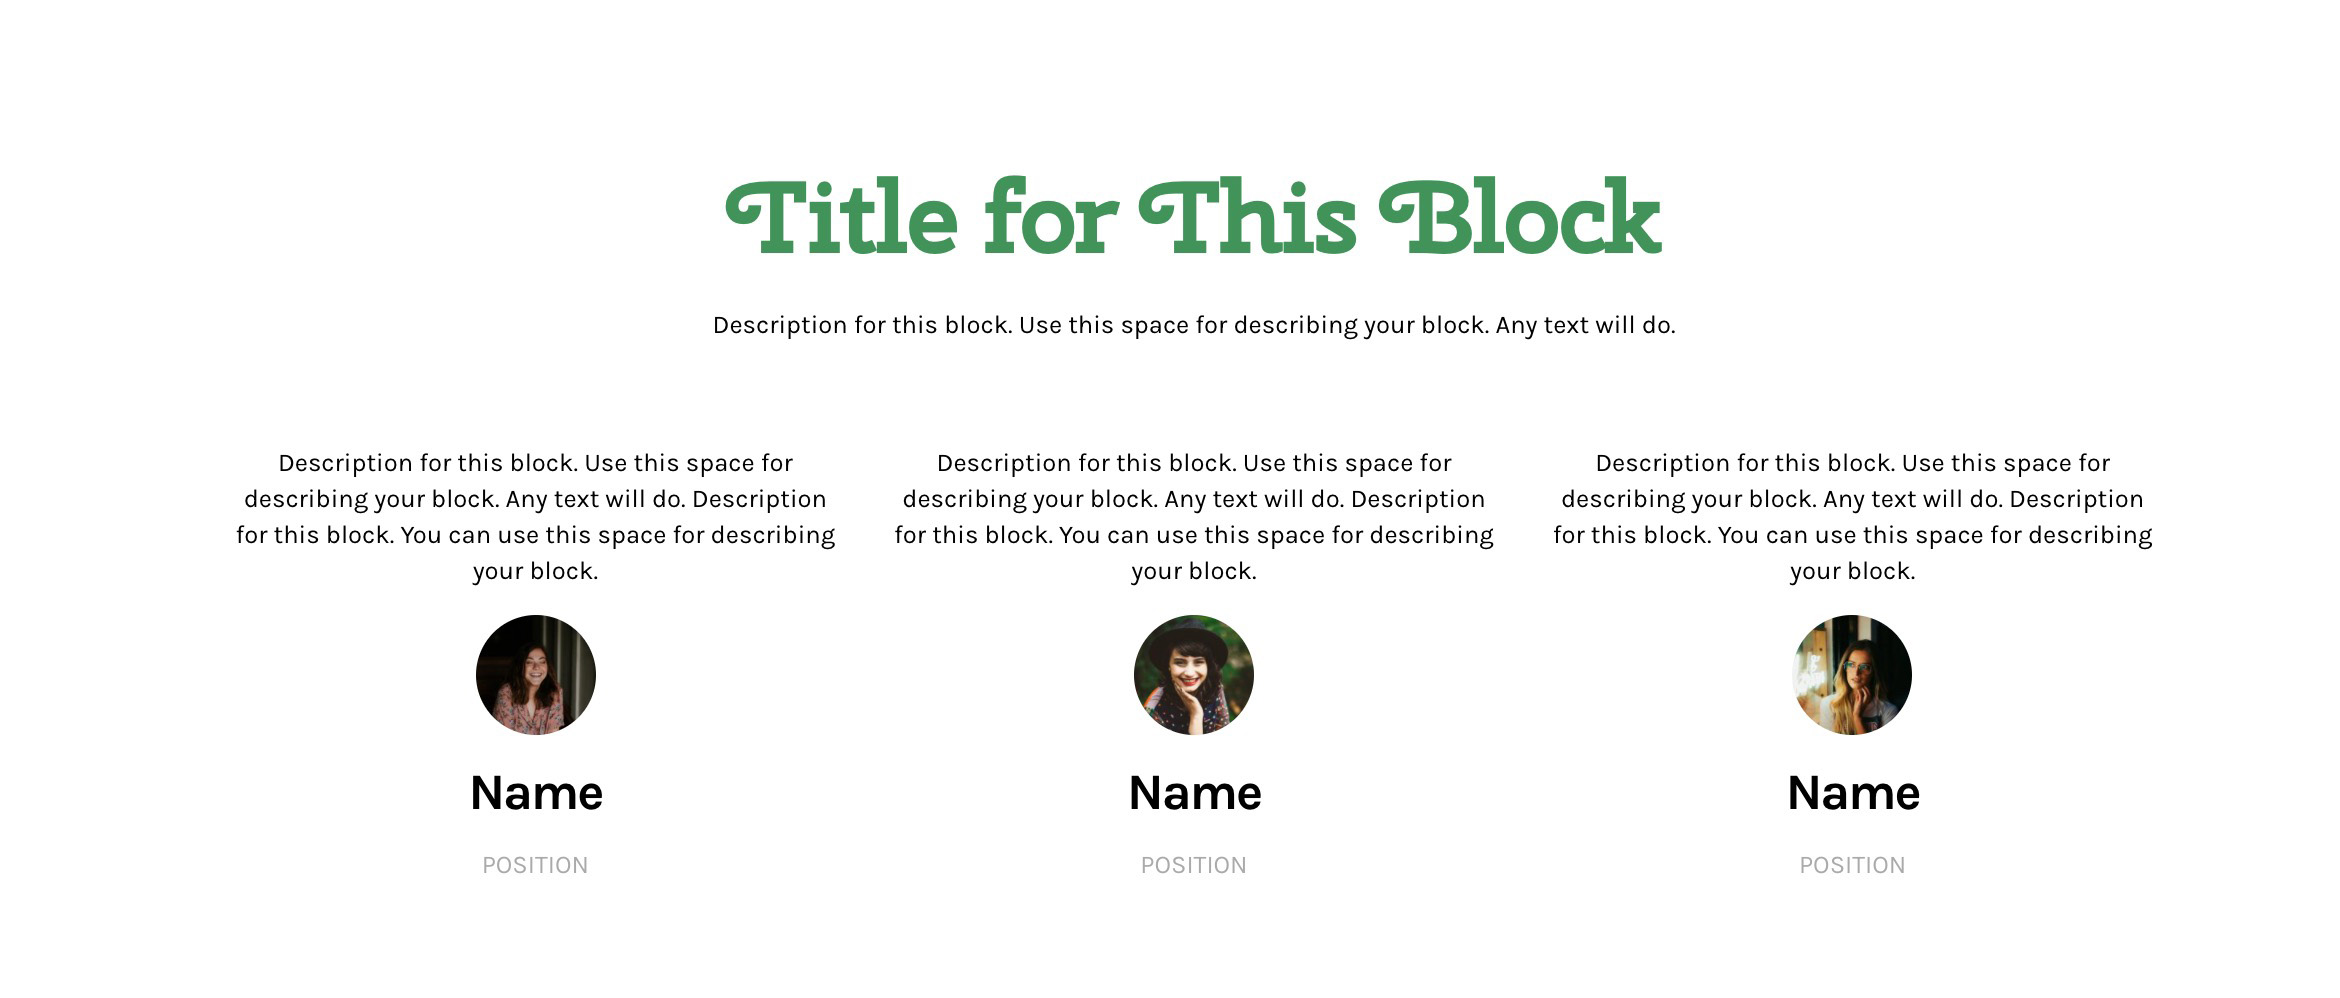 Title for This Block
Description for this block. Use this space for describing your block. Any text will do.
Description for this block. Use this space for
describing your block. Any text will do. Description
for this block. You can use this space for describing
your block.
Name
POSITION
Description for this block. Use this space for
describing your block. Any text will do. Description
for this block. You can use this space for describing
your block.
Name
POSITION
Description for this block. Use this space for
describing your block. Any text will do. Description
for this block. You can use this space for describing
your block.
Name
POSITION